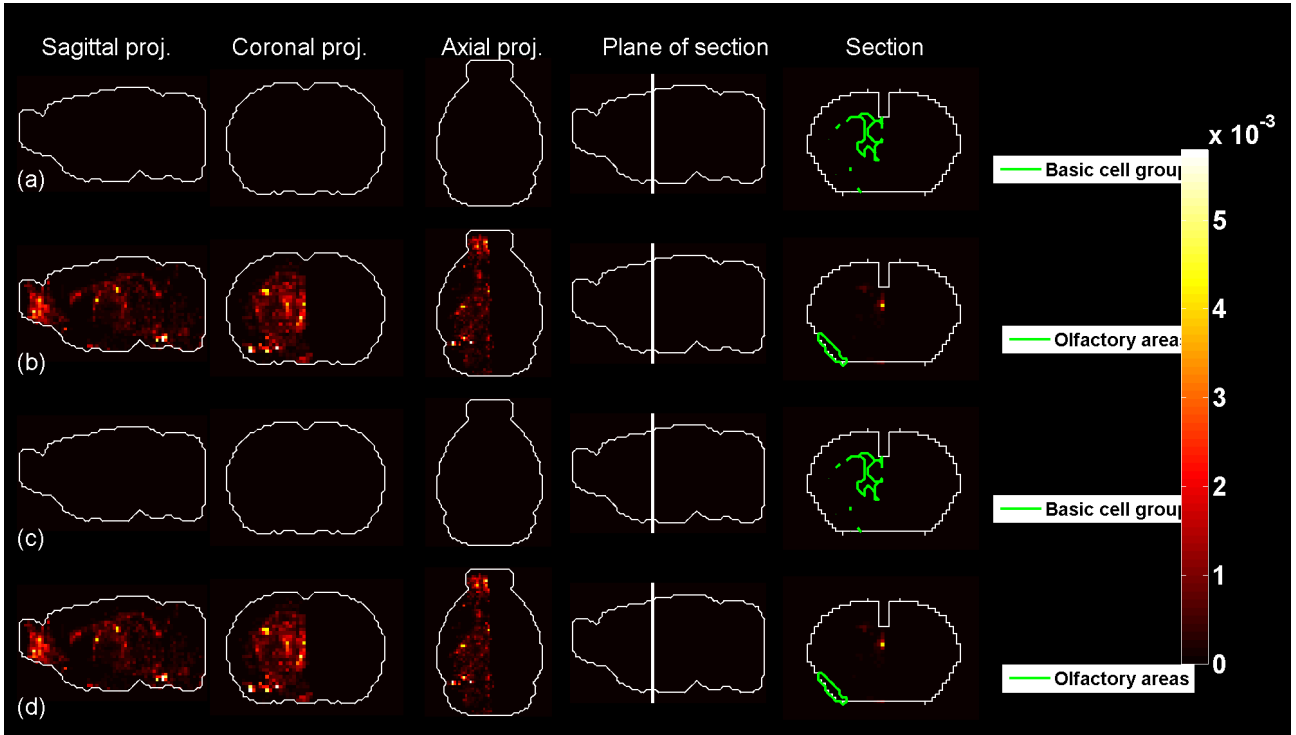 Sagittal proj. Coronal proj. Axial proj. Plane of section Section
x 10-3
(a) Basic cell group
5
(b) Olfactory areas
4
3
2
(c) Basic cell group
1
0
(d) Olfactory areas